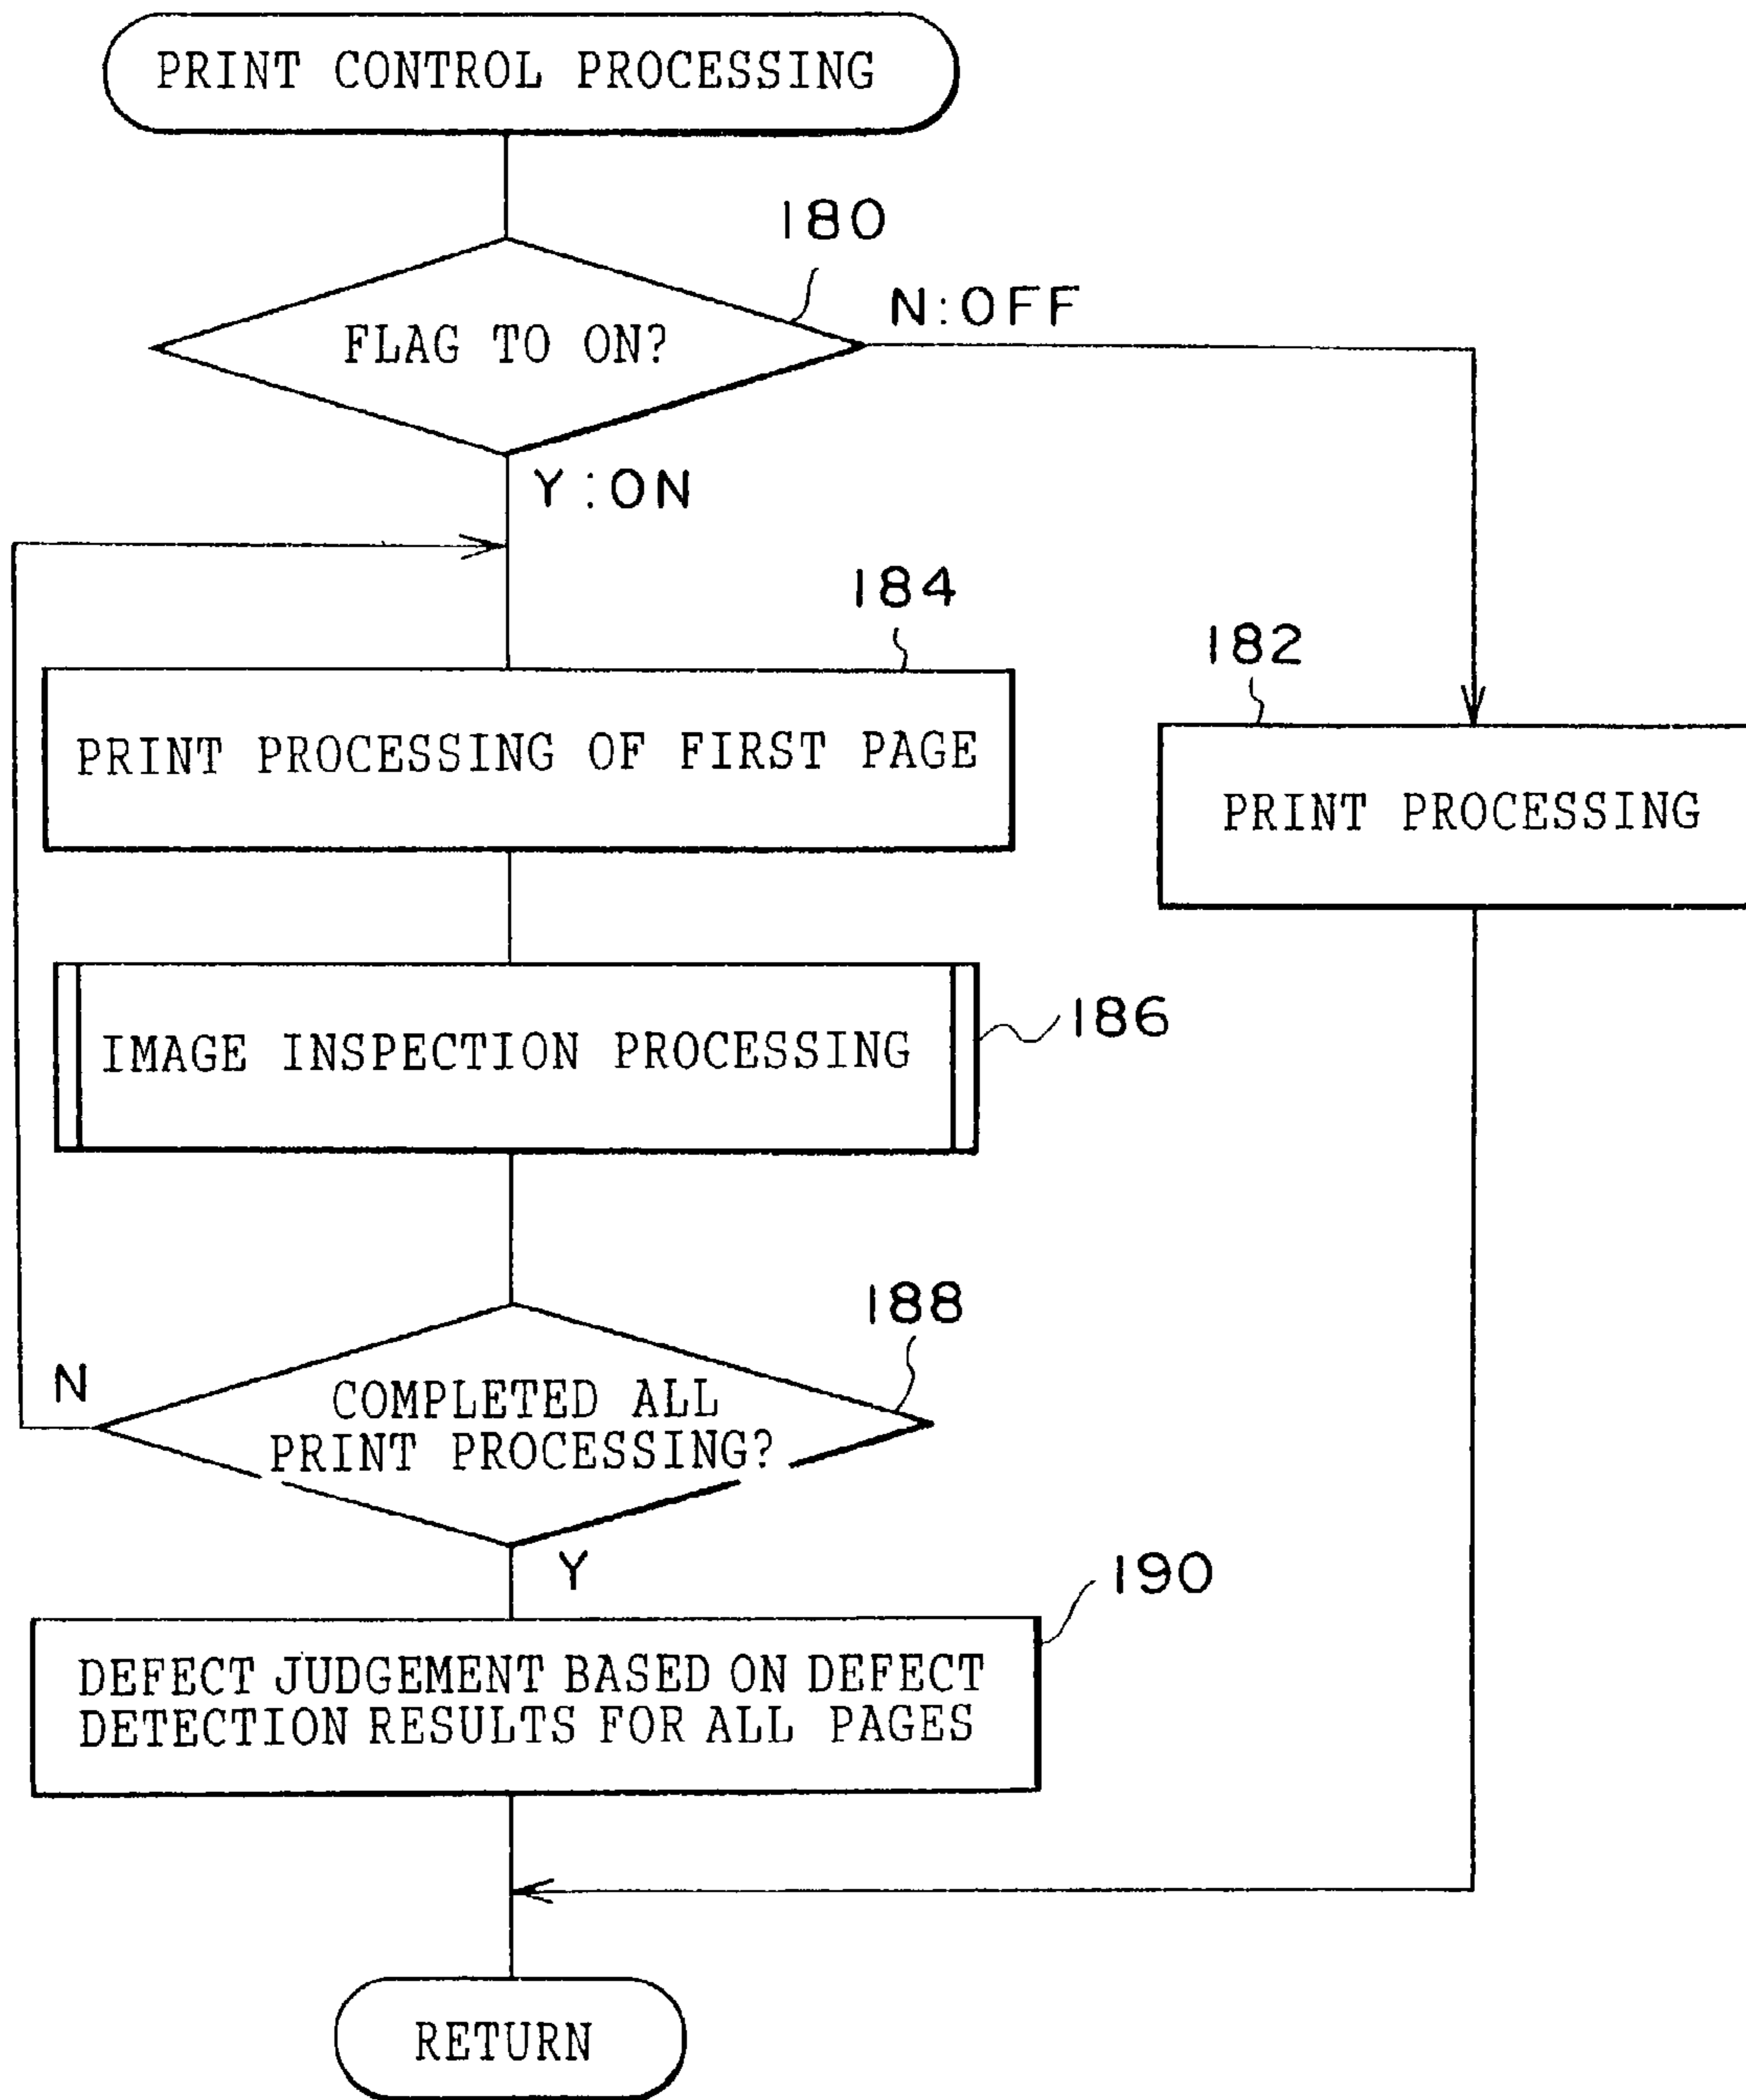 PRINT CONTROL PROCESSING
180
N:OFF
FLAG TO ON?
Y:ON
184
182
PRINT PROCESSING OF FIRST PAGE
PRINT PROCESSING
186
IMAGE INSPECTION PROCESSING
188
N
COMPLETED ALL
PRINT PROCESSING?
Y
190
DEFECT JUDGEMENT BASED ON DEFECT
DETECTION RESULTS FOR ALL PAGES
RETURN